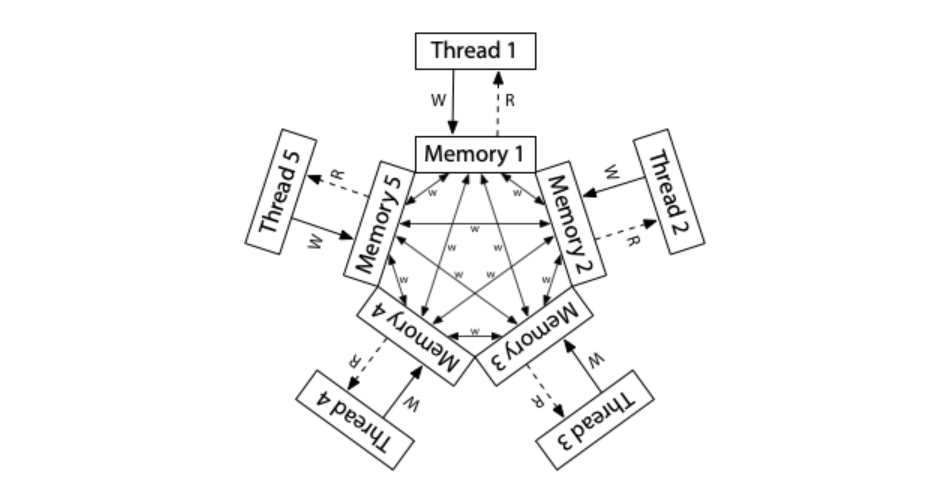 Thread 1
W
R
Memory 1
Thread 5
R
W
Memory 5
Memory 2
W
R
Thread 2
w
w
w
w
w
w
w
w
w
w
Memory 4
Memory 3
R
W
Thread 4
R
W
Thread 3